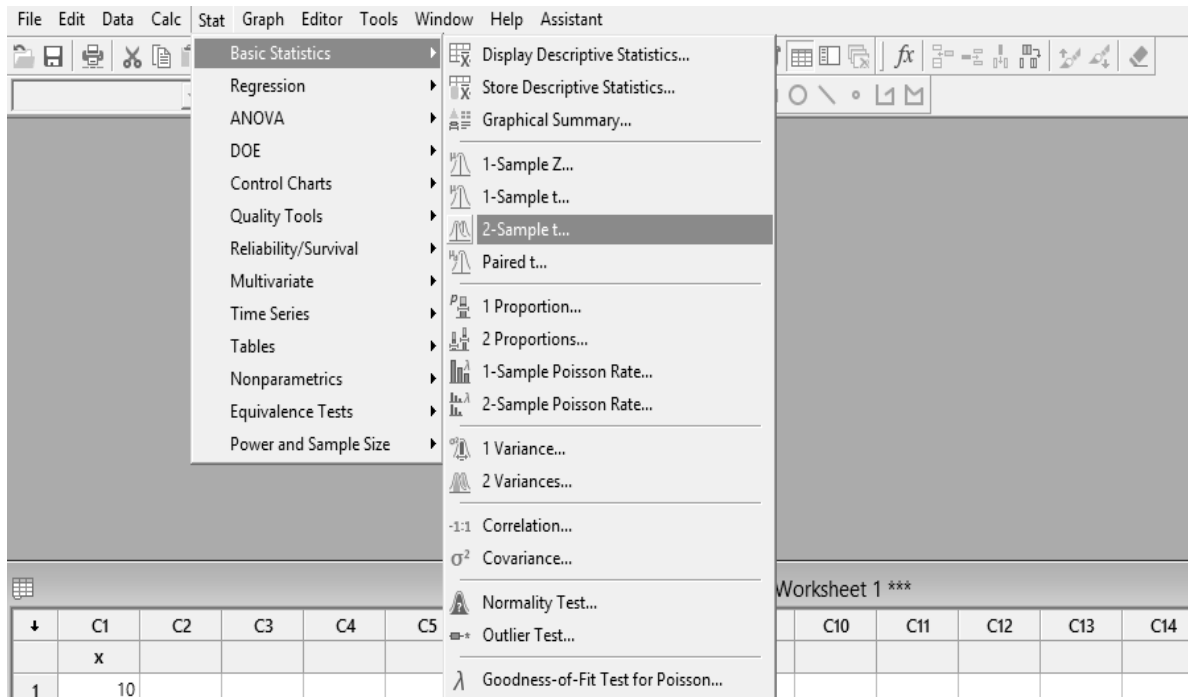 File Edit Data Calc Stat Graph Editor Tools Window Help Assistant
Basic Statistics
Regression
ANOVA
DOE
Control Charts
Quality Tools
Reliability/Survival
Multivariate
Time Series
Tables
Nonparametrics
Equivalence Tests
Power and Sample Size
Display Descriptive Statistics...
Store Descriptive Statistics...
Graphical Summary...
1-Sample Z...
1-Sample t...
2-Sample t...
Paired t...
1 Proportion...
2 Proportions...
1-Sample Poisson Rate...
2-Sample Poisson Rate...
1 Variance...
2 Variances...
-1:1 Correlation...
σ² Covariance...
Normality Test...
Outlier Test...
λ Goodness-of-Fit Test for Poisson...
fx
Worksheet 1 ***
C1 C2 C3 C4 C5 C10 C11 C12 C13 C14
x
1 10